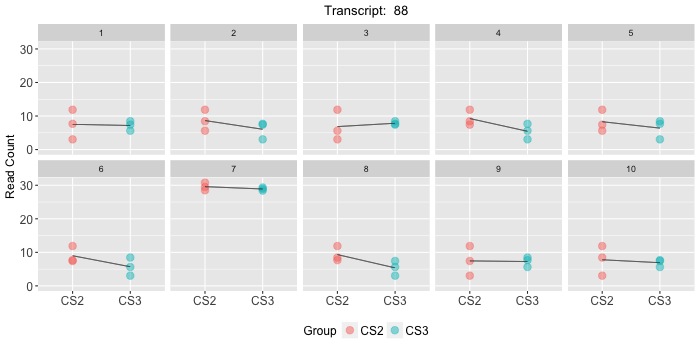 Transcript: 88
1 2 3 4 5
30
20
10
0
Read Count
6 7 8 9 10
30
20
10
0
CS2 CS3 CS2 CS3 CS2 CS3 CS2 CS3 CS2 CS3
Group CS2 CS3